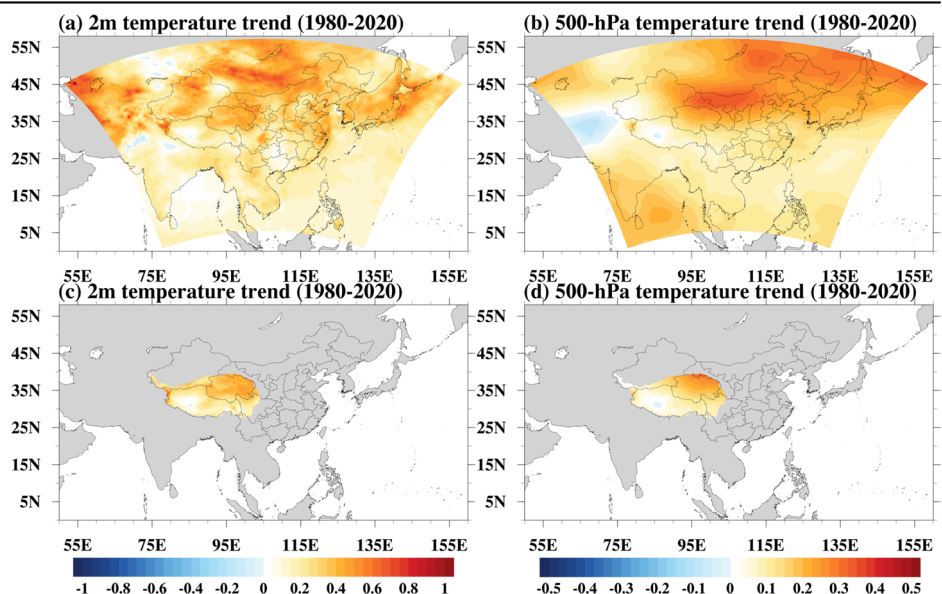 (a) 2m temperature trend (1980-2020)
(b) 500-hPa temperature trend (1980-2020)
55N
45N
35N
25N
15N
5N
55E 75E 95E 115E 135E 155E
55N
45N
35N
25N
15N
5N
55E 75E 95E 115E 135E 155E
(c) 2m temperature trend (1980-2020)
(d) 500-hPa temperature trend (1980-2020)
55N
45N
35N
25N
15N
5N
55E 75E 95E 115E 135E 155E
55N
45N
35N
25N
15N
5N
55E 75E 95E 115E 135E 155E
-1 -0.8 -0.6 -0.4 -0.2 0 0.2 0.4 0.6 0.8 1
-0.5 -0.4 -0.3 -0.2 -0.1 0 0.1 0.2 0.3 0.4 0.5